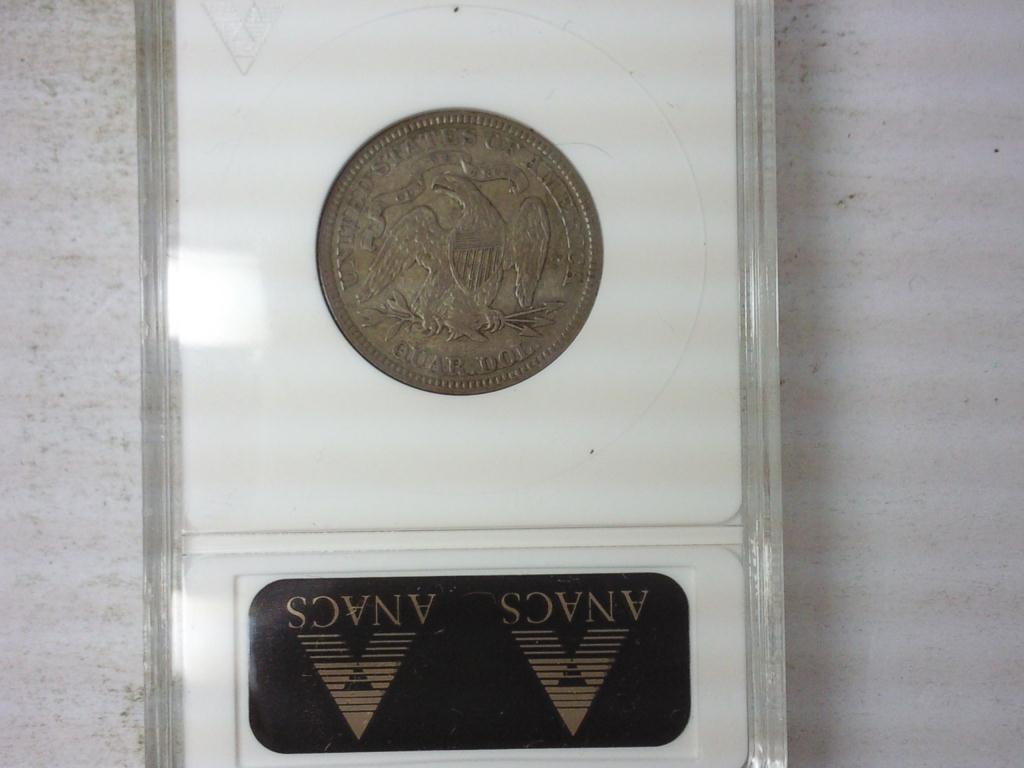 UNITED STATES OF AMERICA
QUAR. DOL.
ANACS ANACS